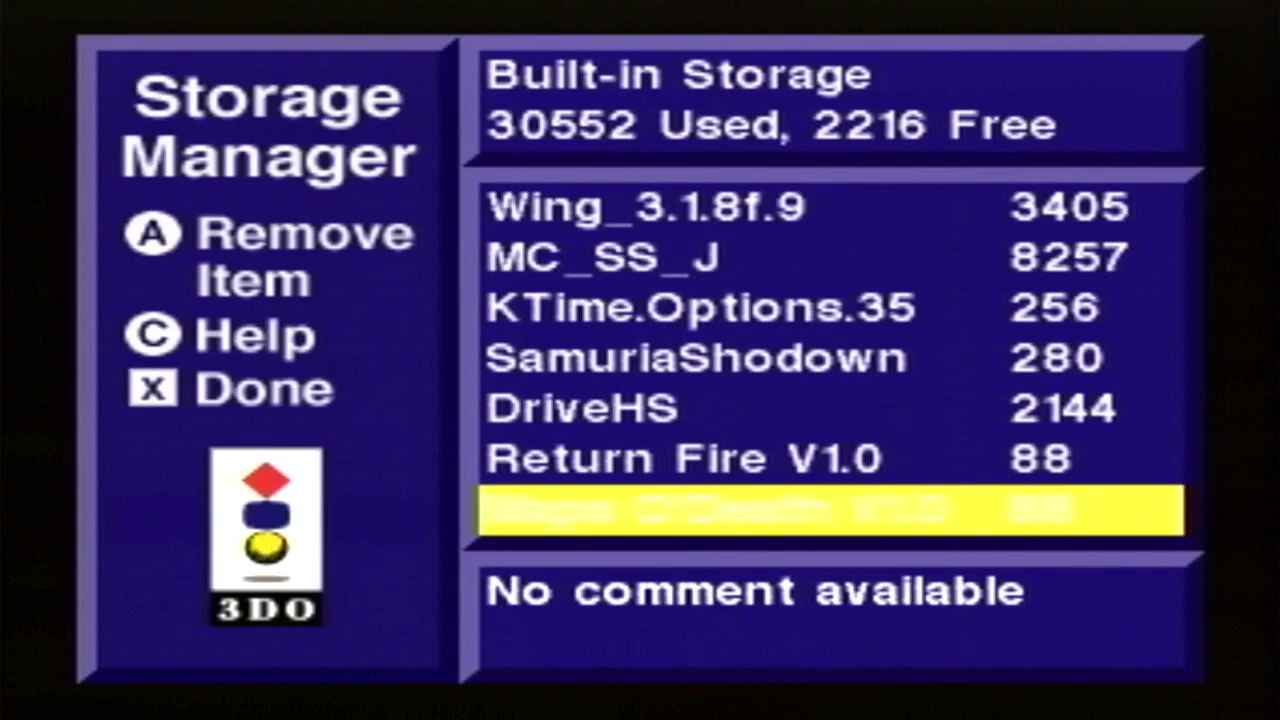 Storage
Manager
A Remove
Item
C Help
X Done
3DO
Built-in Storage
30552 Used, 2216 Free
Wing_3.1.8f.9 3405
MC_SS_J 8257
KTime.Options.35 256
SamuriaShodown 280
DriveHS 2144
Return Fire V1.0 88
No comment available